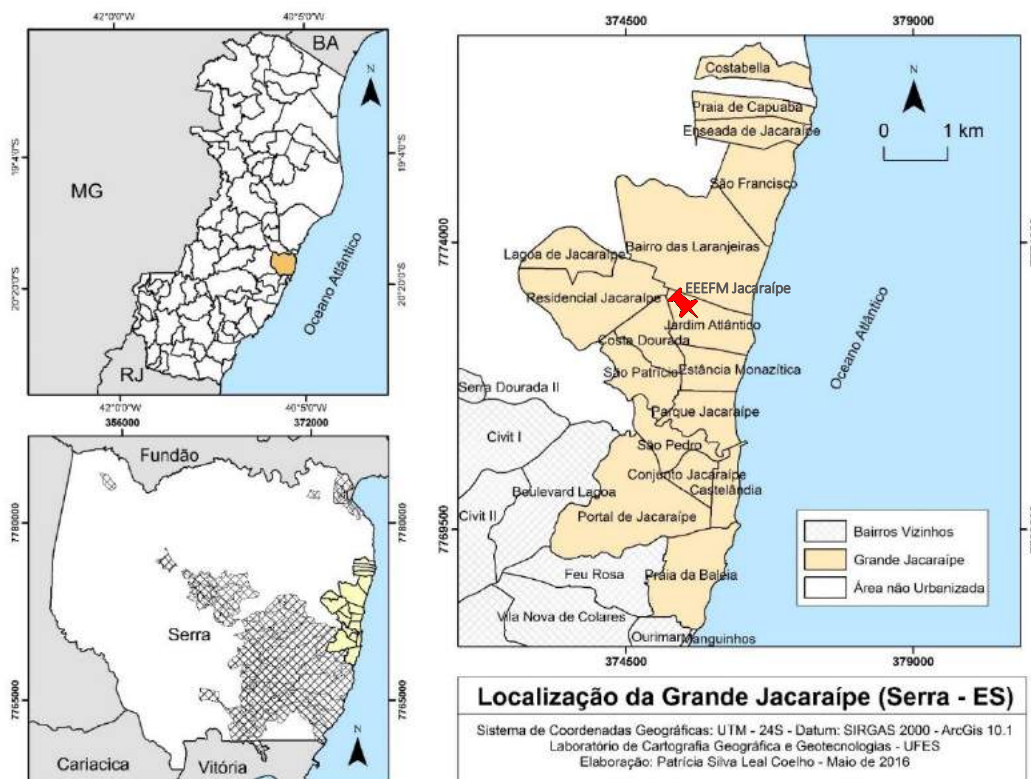 42°0'0"W
40°5'0"W
BA
N
19°4'0"S
19°4'0"S
MG
Oceano Atlântico
20°20'0"S
20°20'0"S
RJ
42°0'0"W
40°5'0"W
356000
372000
Fundão
7780000
7780000
Serra
7765000
7765000
N
Cariacica
Vitória
374500
379000
Costabella
N
Praia de Capuaba
Enseada de Jacaraípe
0 1 km
São Francisco
7774000
Bairro das Laranjeiras
Lagoa de Jacaraípe
EEEFM Jacaraípe
Residencial Jacaraípe
Jardim Atlântico
Costa Dourada
Oceano Atlântico
São Patrício
Estância Monazítica
Serra Dourada II
Parque Jacaraípe
Civit I
São Pedro
Conjunto Jacaraípe
Boulevard Lagoa
Castelândia
Civit II
Portal de Jacaraípe
7769500
Feu Rosa
Praia da Baleia
Vila Nova de Colares
Ourimar
Manguinhos
Bairros Vizinhos
Grande Jacaraípe
Área não Urbanizada
374500
379000
Localização da Grande Jacaraípe (Serra - ES)
Sistema de Coordenadas Geográficas: UTM - 24S - Datum: SIRGAS 2000 - ArcGis 10.1
Laboratório de Cartografia Geográfica e Geotecnologias - UFES
Elaboração: Patrícia Silva Leal Coelho - Maio de 2016